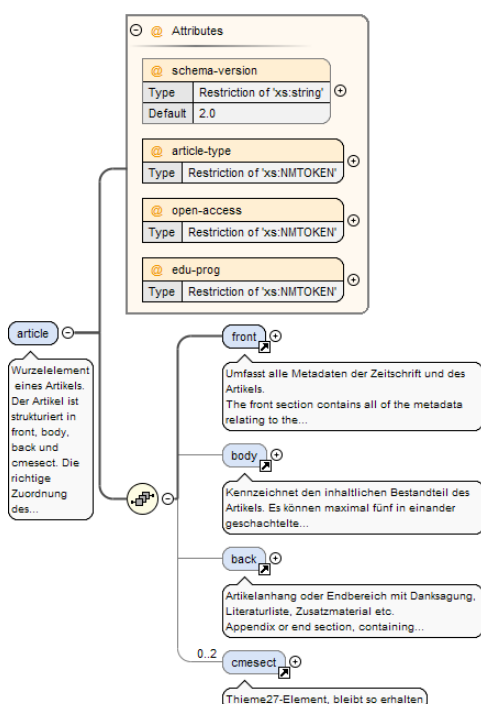 @ Attributes
@ schema-version
Type Restriction of 'xs:string'
Default 2.0
@ article-type
Type Restriction of 'xs:NMTOKEN'
@ open-access
Type Restriction of 'xs:NMTOKEN'
@ edu-prog
Type Restriction of 'xs:NMTOKEN'
article
Wurzelelement
eines Artikels.
Der Artikel ist
strukturiert in
front, body,
back und
cmesect. Die
richtige
Zuordnung
des...
front
Umfasst alle Metadaten der Zeitschrift und des
Artikels.
The front section contains all of the metadata
relating to the...
body
Kennzeichnet den inhaltlichen Bestandteil des
Artikels. Es können maximal fünf in einander
geschachtelte...
back
Artikelanhang oder Endbereich mit Danksagung,
Literaturliste, Zusatzmaterial etc.
Appendix or end section, containing...
0..2
cmesect
Thieme27-Element, bleibt so erhalten